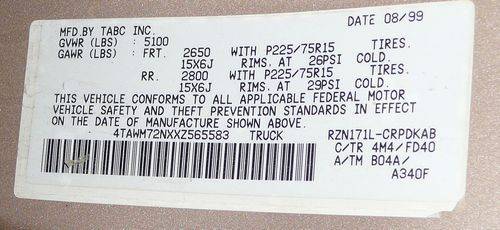 MFD.BY TABC INC. DATE 08/99
GVWR (LBS) : 5100
GAWR (LBS) : FRT. 2650 WITH P225/75R15 TIRES.
15X6J RIMS. AT 26PSI COLD.
RR. 2800 WITH P225/75R15 TIRES.
15X6J RIMS. AT 29PSI COLD.
THIS VEHICLE CONFORMS TO ALL APPLICABLE FEDERAL MOTOR
VEHICLE SAFETY AND THEFT PREVENTION STANDARDS IN EFFECT
ON THE DATE OF MANUFACTURE SHOWN ABOVE.
4TAWM72NXXZ565583 TRUCK RZN171L-CRPDKAB
C/TR 4M4/FD40
A/TM B04A/
A340F